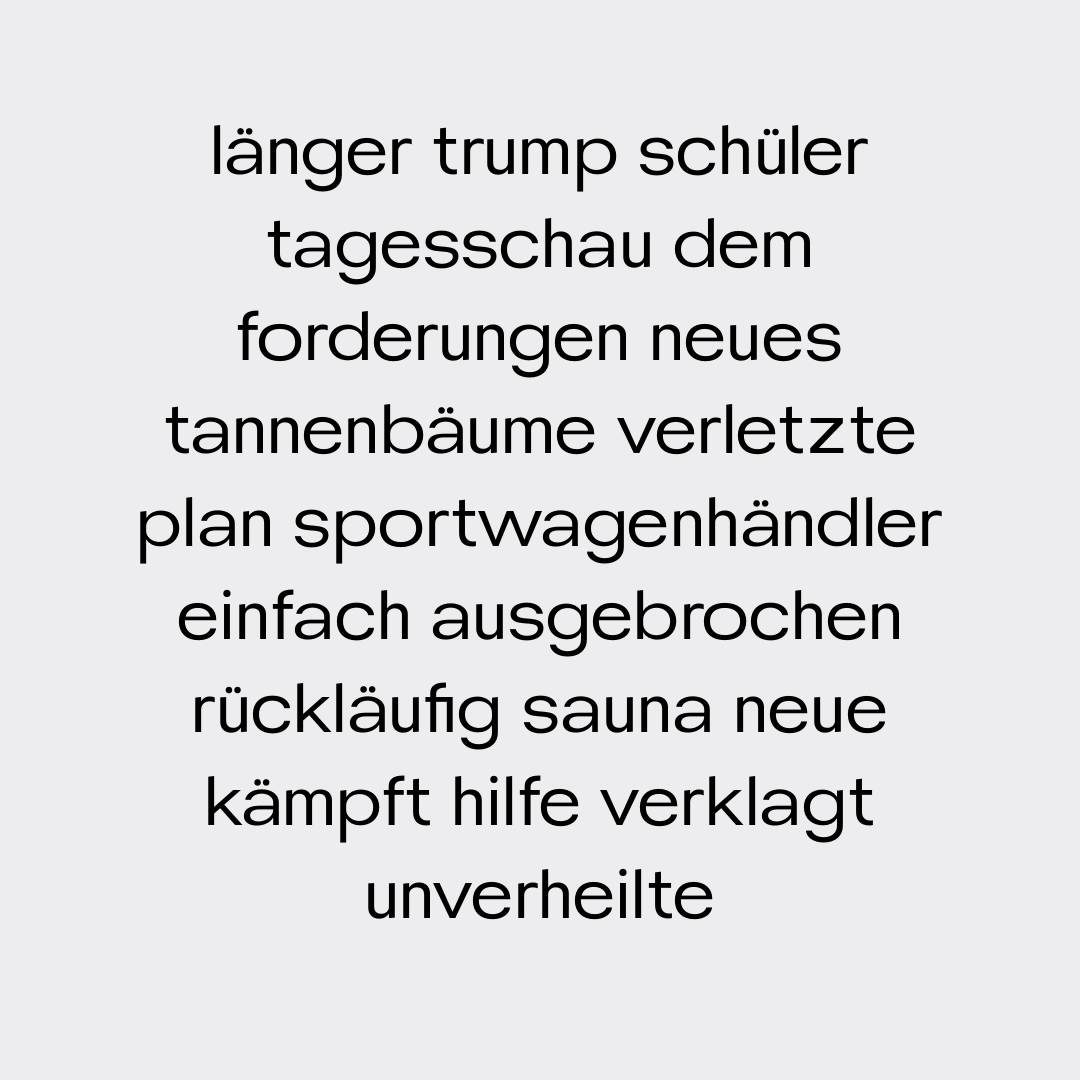 länger trump schüler
tagesschau dem
forderungen neues
tannenbäume verletzte
plan sportwagenhändler
einfach ausgebrochen
rückläufig sauna neue
kämpft hilfe verklagt
unverheilte